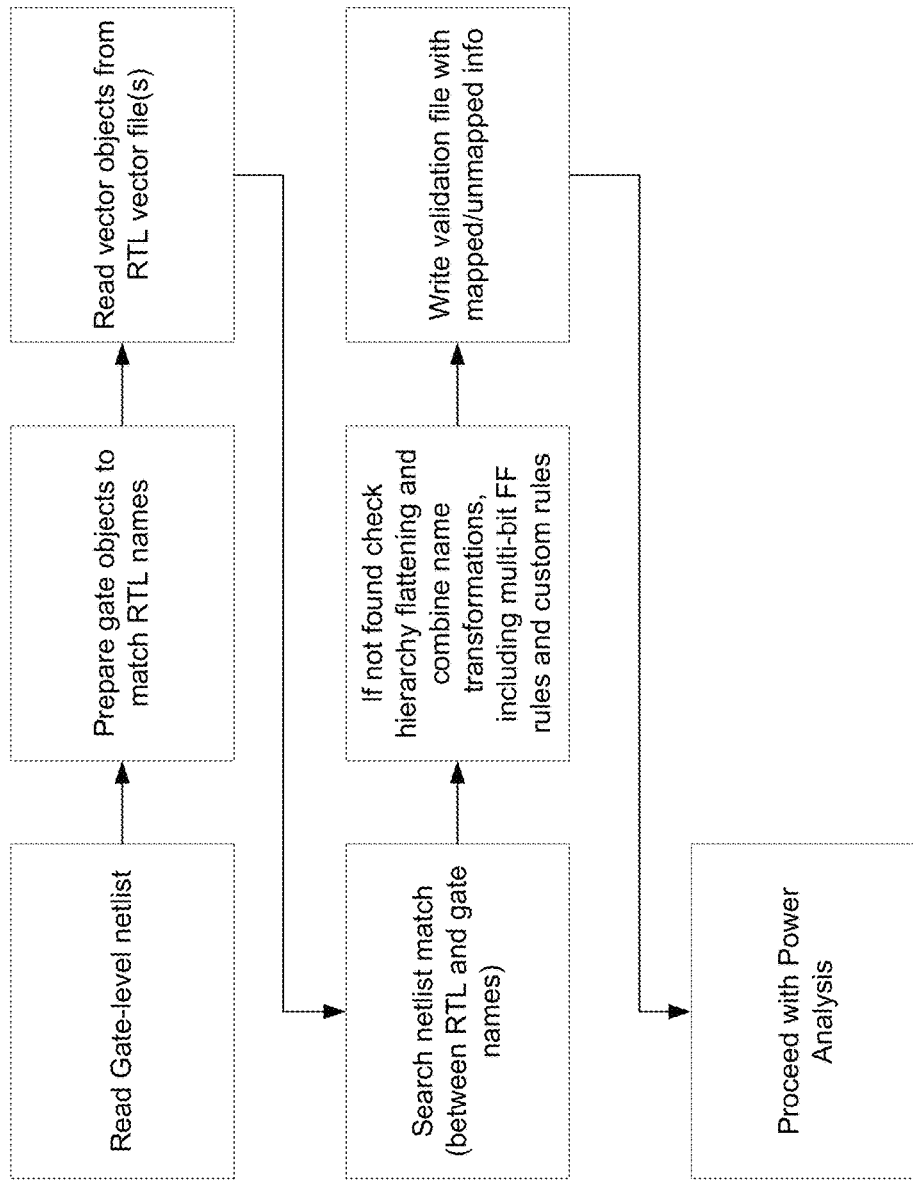 Read Gate-level netlist
Prepare gate objects to
match RTL names
Read vector objects from
RTL vector file(s)
Search netlist match
(between RTL and gate
names)
If not found check
hierarchy flattening and
combine name
transformations,
including multi-bit FF
rules and custom rules
Write validation file with
mapped/unmapped info
Proceed with Power
Analysis